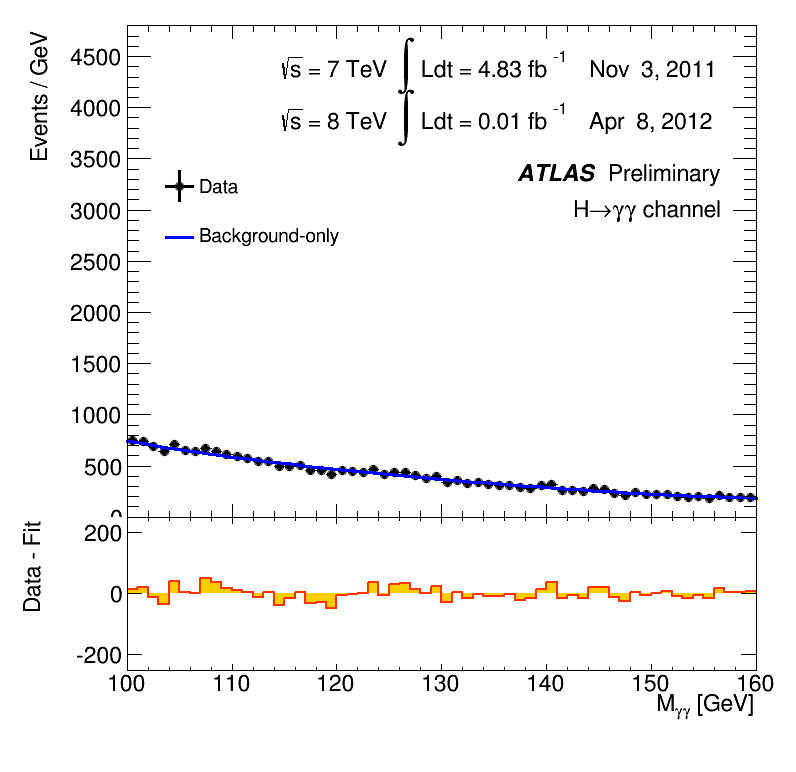 Events / GeV
4500
4000
3500
3000
2500
2000
1500
1000
500
0
√s = 7 TeV ∫ Ldt = 4.83 fb⁻¹ Nov 3, 2011
√s = 8 TeV ∫ Ldt = 0.01 fb⁻¹ Apr 8, 2012
ATLAS Preliminary
H→γγ channel
Data
Background-only
Data - Fit
200
0
-200
100 110 120 130 140 150 160
Mγγ [GeV]